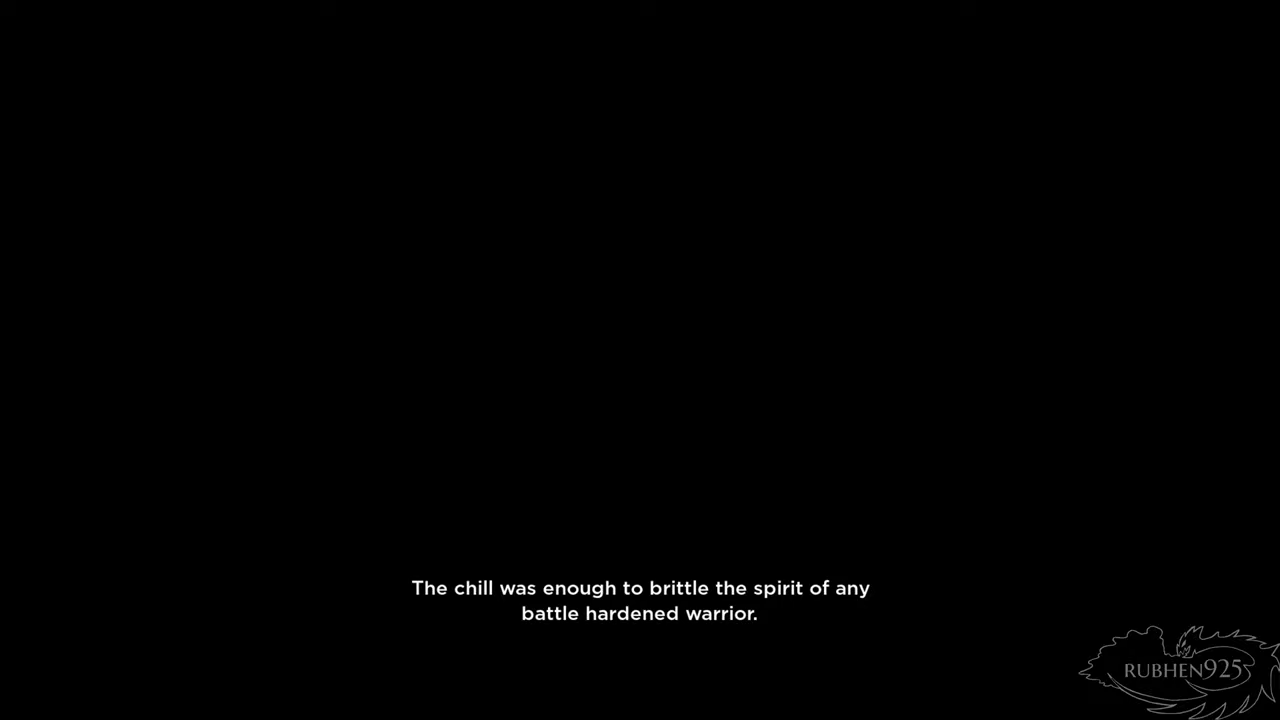 The chill was enough to brittle the spirit of any
battle hardened warrior.
RUBHEN925